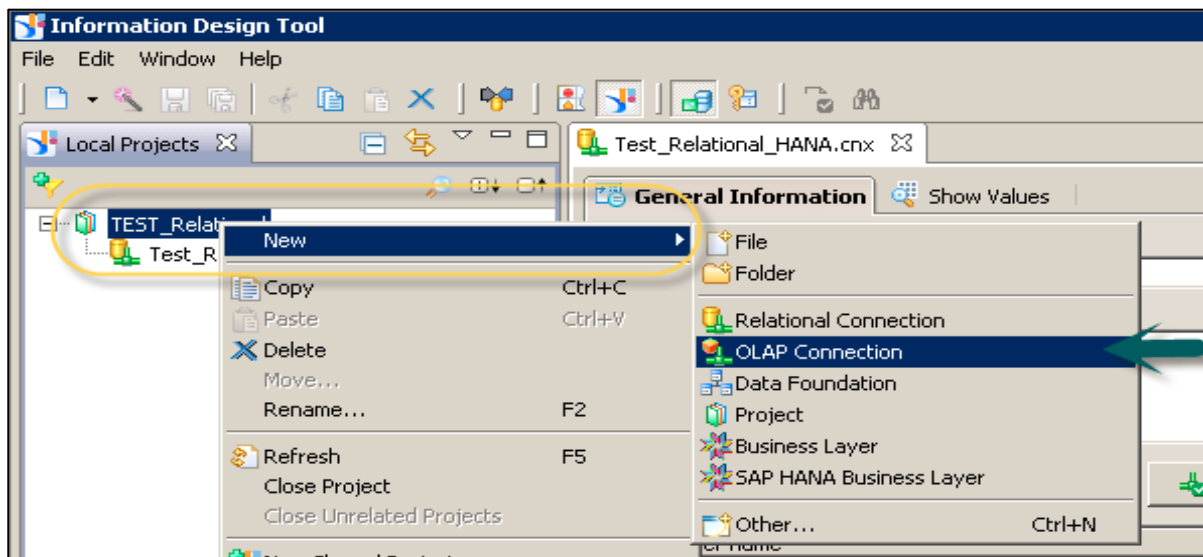 Information Design Tool
File Edit Window Help
Local Projects
Test_Relational_HANA.cnx
General Information Show Values
TEST_Relational
Test_R
New
Copy Ctrl+C
Paste Ctrl+V
Delete
Move...
Rename... F2
Refresh F5
Close Project
Close Unrelated Projects
File
Folder
Relational Connection
OLAP Connection
Data Foundation
Project
Business Layer
SAP HANA Business Layer
Other... Ctrl+N